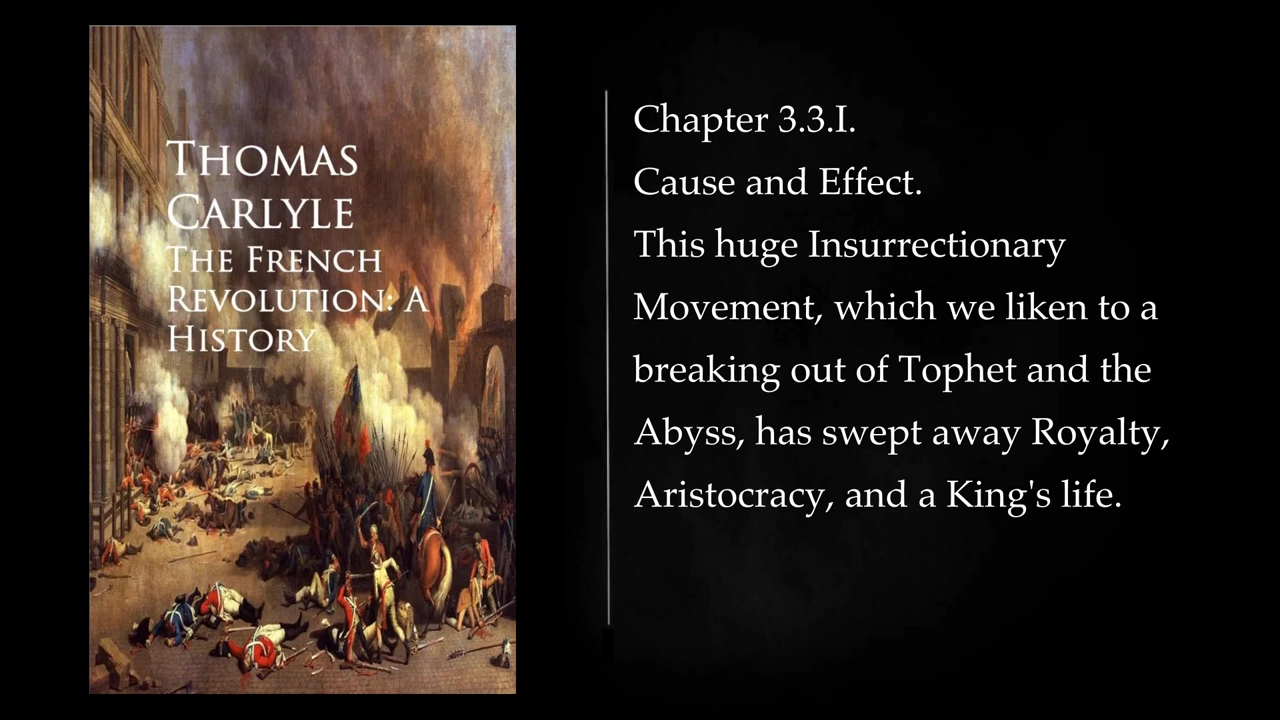 THOMAS
CARLYLE
THE FRENCH
REVOLUTION: A
HISTORY
Chapter 3.3.I.
Cause and Effect.
This huge Insurrectionary
Movement, which we liken to a
breaking out of Tophet and the
Abyss, has swept away Royalty,
Aristocracy, and a King's life.